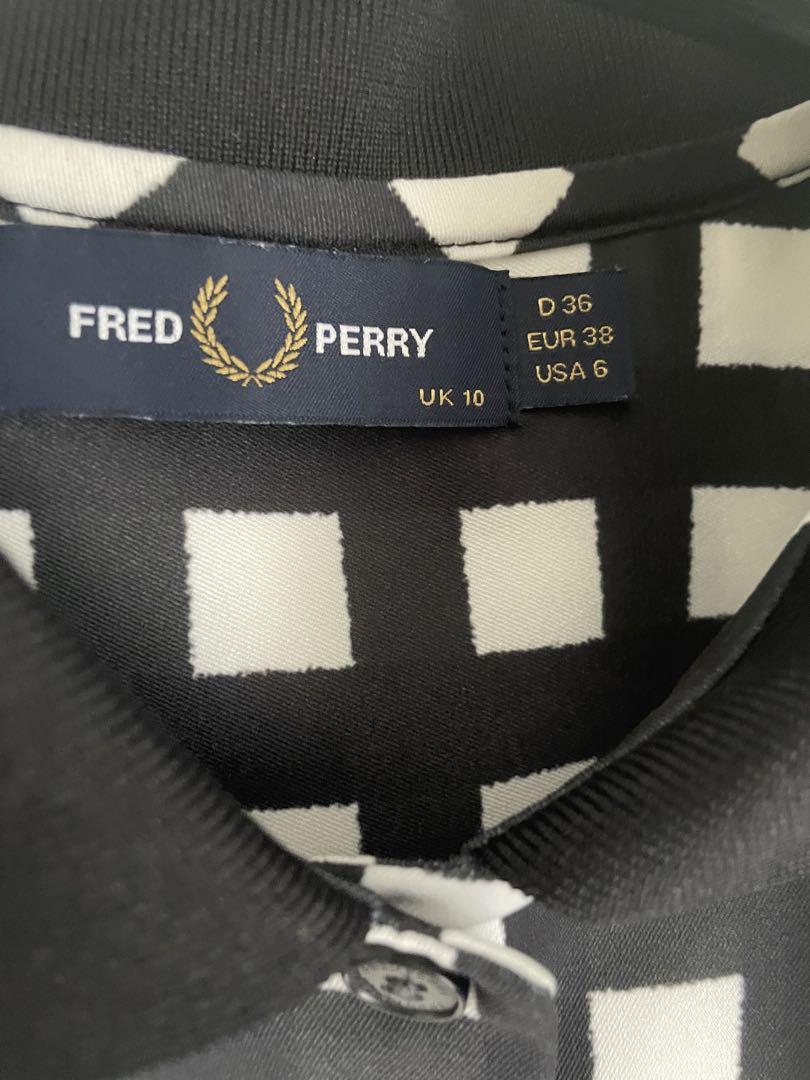 FRED PERRY
UK 10
D 36
EUR 38
USA 6